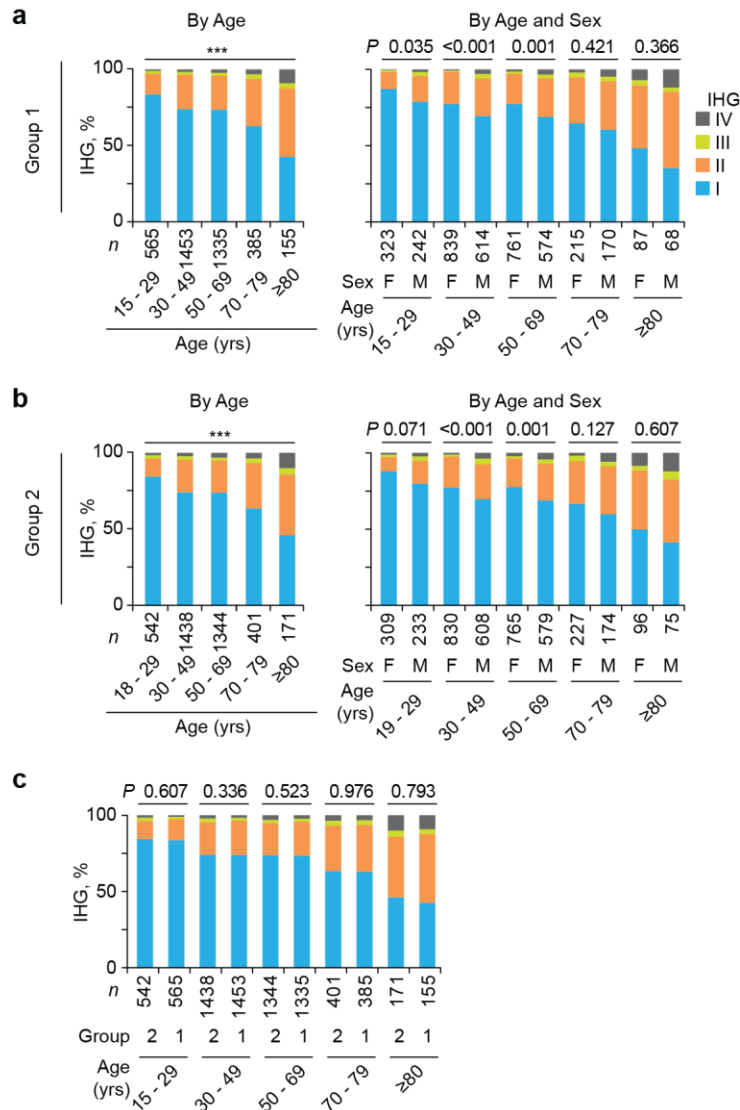 a
By Age
***
Group 1
IHG, %
100
50
0
n
565
1453
1335
385
155
15 - 29
30 - 49
50 - 69
70 - 79
≥80
Age (yrs)
By Age and Sex
P 0.035 <0.001 0.001 0.421 0.366
IHG
IV
III
II
I
323
242
839
614
761
574
215
170
87
68
Sex F M F M F M F M F M
Age
(yrs)
15 - 29
30 - 49
50 - 69
70 - 79
≥80
b
By Age
***
Group 2
IHG, %
100
50
0
n
542
1438
1344
401
171
18 - 29
30 - 49
50 - 69
70 - 79
≥80
Age (yrs)
By Age and Sex
P 0.071 <0.001 0.001 0.127 0.607
309
233
830
608
765
579
227
174
96
75
Sex F M F M F M F M F M
Age
(yrs)
19 - 29
30 - 49
50 - 69
70 - 79
≥80
c
P 0.607 0.336 0.523 0.976 0.793
IHG, %
100
50
0
n
542
565
1438
1453
1344
1335
401
385
171
155
Group 2 1 2 1 2 1 2 1 2 1
Age
(yrs)
15 - 29
30 - 49
50 - 69
70 - 79
≥80